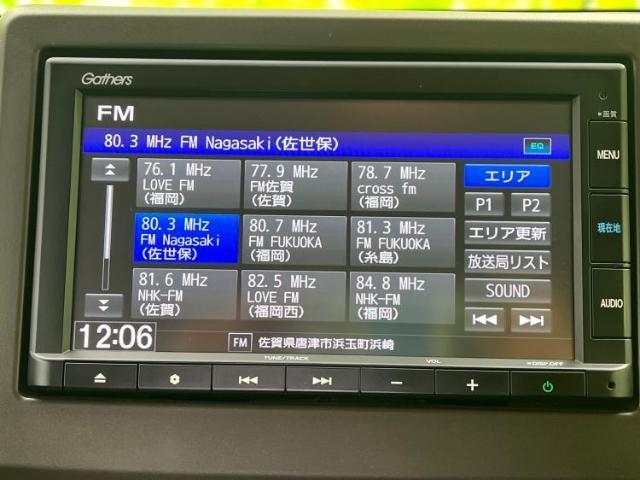 Gathers
FM
80.3 MHz FM Nagasaki(佐世保)
EQ
76.1 MHz
LOVE FM
(福岡)
77.9 MHz
FM佐賀
(佐賀)
78.7 MHz
cross fm
(福岡)
エリア
P1
P2
80.3 MHz
FM Nagasaki
(佐世保)
80.7 MHz
FM FUKUOKA
(福岡)
81.3 MHz
FM FUKUOKA
(糸島)
エリア更新
放送局リスト
81.6 MHz
NHK-FM
(佐賀)
82.5 MHz
LOVE FM
(福岡西)
84.8 MHz
NHK-FM
(福岡)
SOUND
12:06
FM 佐賀県唐津市浜玉町浜崎
画質
MENU
現在地
AUDIO
TUNE/TRACK
VOL
DISP OFF